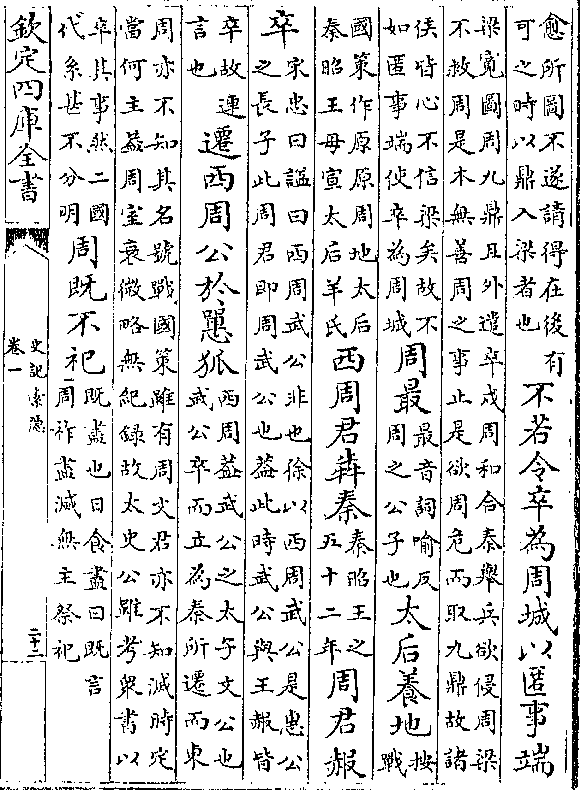 愈所圖不遂請得在後有
可之時以鼎入梁者也
不若令卒為周城以匿事端
梁寛圖周九鼎且外遣卒戍周和合秦舉兵欲侵周梁
不救周是本無善周之事止是欲周危而取九鼎故諸
侯皆心不信梁矣故不
如匿事端使卒為周城
周最
最音詞喻反
周之公子也
太后養地
按
戰
國策作原原周地太后
秦昭王母宣太后羊氏
西周君犇秦
秦昭王之
五十二年
周君赧
卒
宋忠曰諡曰西周武公非也徐以西周武公是惠公
之長子此周君即周武公也葢此時武公與王赧皆
卒故連
言也
遷西周公於𢠸狐
西周葢武公之太子文公也
武公卒而立為秦所遷而東
周亦不知其名號戰國策雖有周文君亦不知滅時定
當何主葢周室衰微略無紀録故太史公雖考衆書以
卒其事然二國
代系甚不分明
周既不祀
既盡也日食盡曰既言
周祚盡滅無主祭祀
欽定四庫全書
史記索隱
卷一
二十二